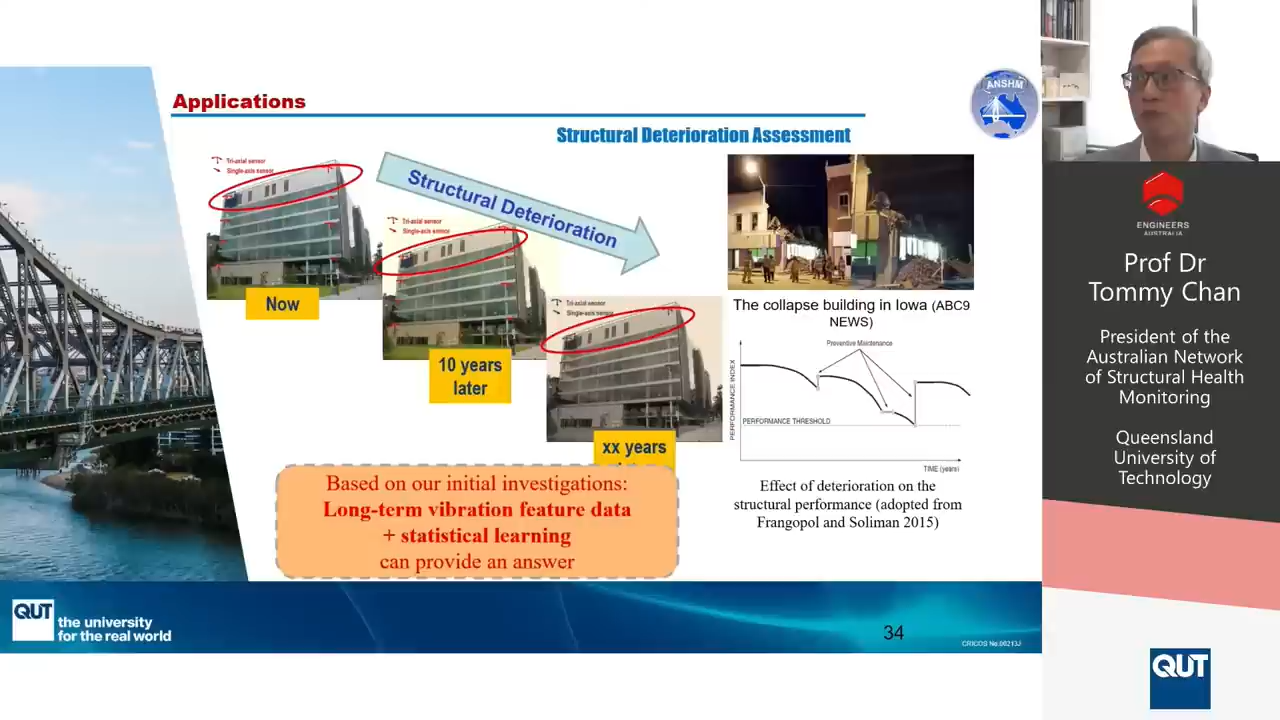 Applications
ANSHM
Structural Deterioration Assessment
Tri-axial sensor
Single-axis sensor
Structural Deterioration
Tri-axial sensor
Single-axis sensor
Now
10 years
later
Tri-axial sensor
Single-axis sensor
xx years
Based on our initial investigations:
Long-term vibration feature data
+ statistical learning
can provide an answer
The collapse building in Iowa (ABC9
NEWS)
Preventive Maintenance
PERFORMANCE INDEX
PERFORMANCE THRESHOLD
TIME (years)
Effect of deterioration on the
structural performance (adopted from
Frangopol and Soliman 2015)
QUT
the university
for the real world
34
CRICOS No.00213J
ENGINEERS
AUSTRALIA
Prof Dr
Tommy Chan
President of the
Australian Network
of Structural Health
Monitoring
Queensland
University of
Technology
QUT